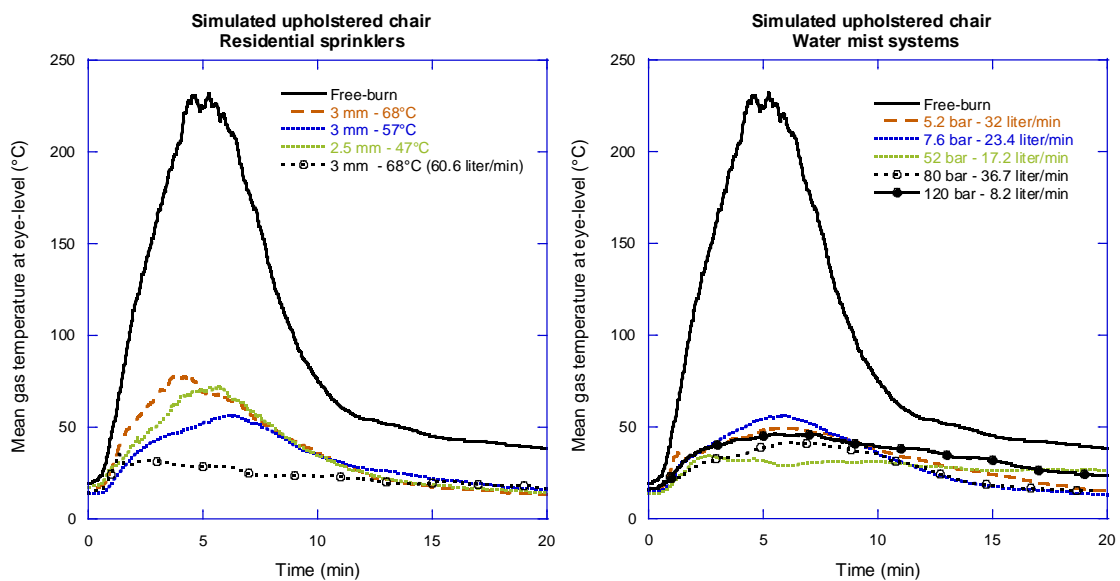 Simulated upholstered chair
Residential sprinklers
250
200
150
100
50
0
Mean gas temperature at eye-level (°C)
Free-burn
3 mm - 68°C
3 mm - 57°C
2.5 mm - 47°C
3 mm - 68°C (60.6 liter/min)
0 5 10 15 20
Time (min)
Simulated upholstered chair
Water mist systems
250
200
150
100
50
0
Mean gas temperature at eye-level (°C)
Free-burn
5.2 bar - 32 liter/min
7.6 bar - 23.4 liter/min
52 bar - 17.2 liter/min
80 bar - 36.7 liter/min
120 bar - 8.2 liter/min
0 5 10 15 20
Time (min)